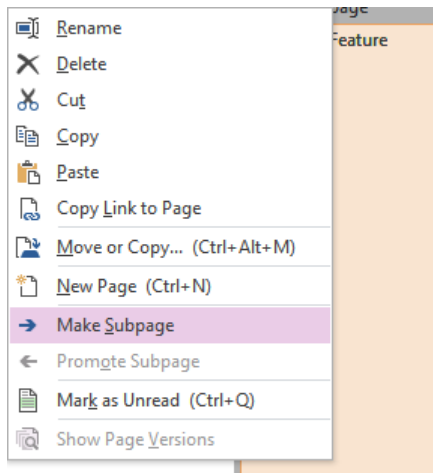 Rename
Delete
Cut
Copy
Paste
Copy Link to Page
Move or Copy... (Ctrl+Alt+M)
New Page (Ctrl+N)
Make Subpage
Promote Subpage
Mark as Unread (Ctrl+Q)
Show Page Versions
Feature